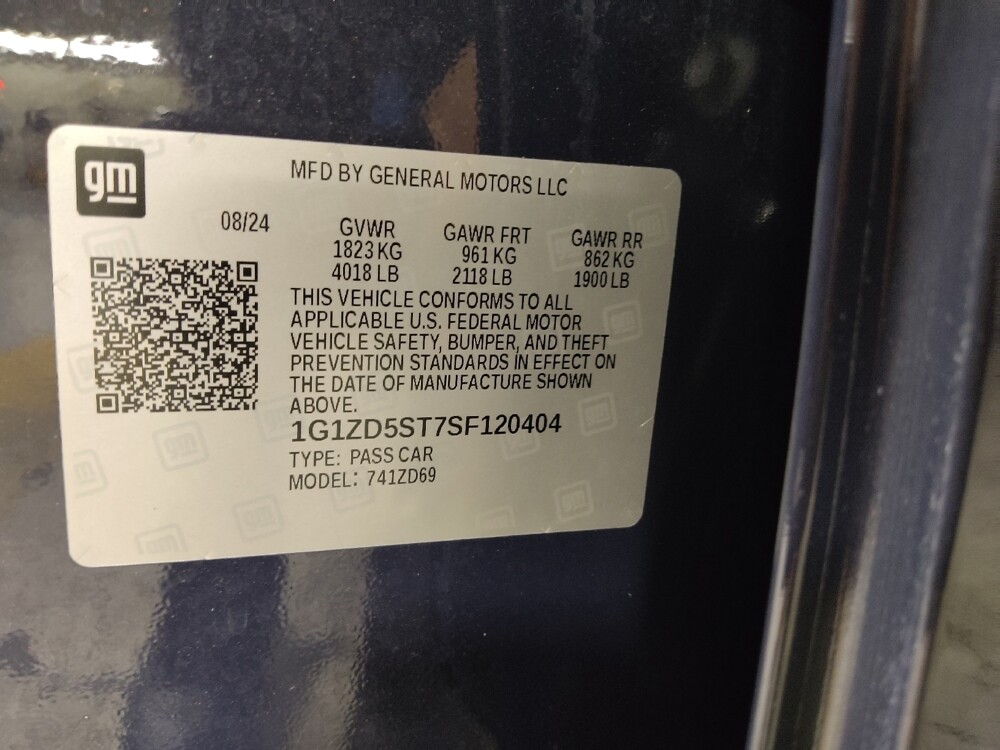 gm
MFD BY GENERAL MOTORS LLC
08/24
GVWR GAWR FRT GAWR RR
1823 KG 961 KG 862 KG
4018 LB 2118 LB 1900 LB
THIS VEHICLE CONFORMS TO ALL
APPLICABLE U.S. FEDERAL MOTOR
VEHICLE SAFETY, BUMPER, AND THEFT
PREVENTION STANDARDS IN EFFECT ON
THE DATE OF MANUFACTURE SHOWN
ABOVE.
1G1ZD5ST7SF120404
TYPE: PASS CAR
MODEL: 741ZD69